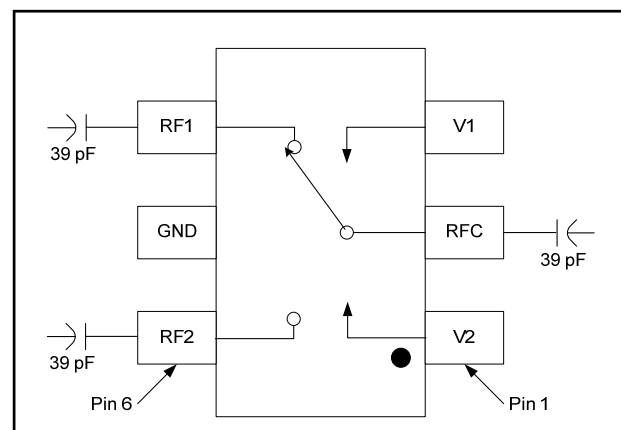 RF1
V1
39 pF
GND
RFC
39 pF
RF2
V2
39 pF
Pin 6
Pin 1